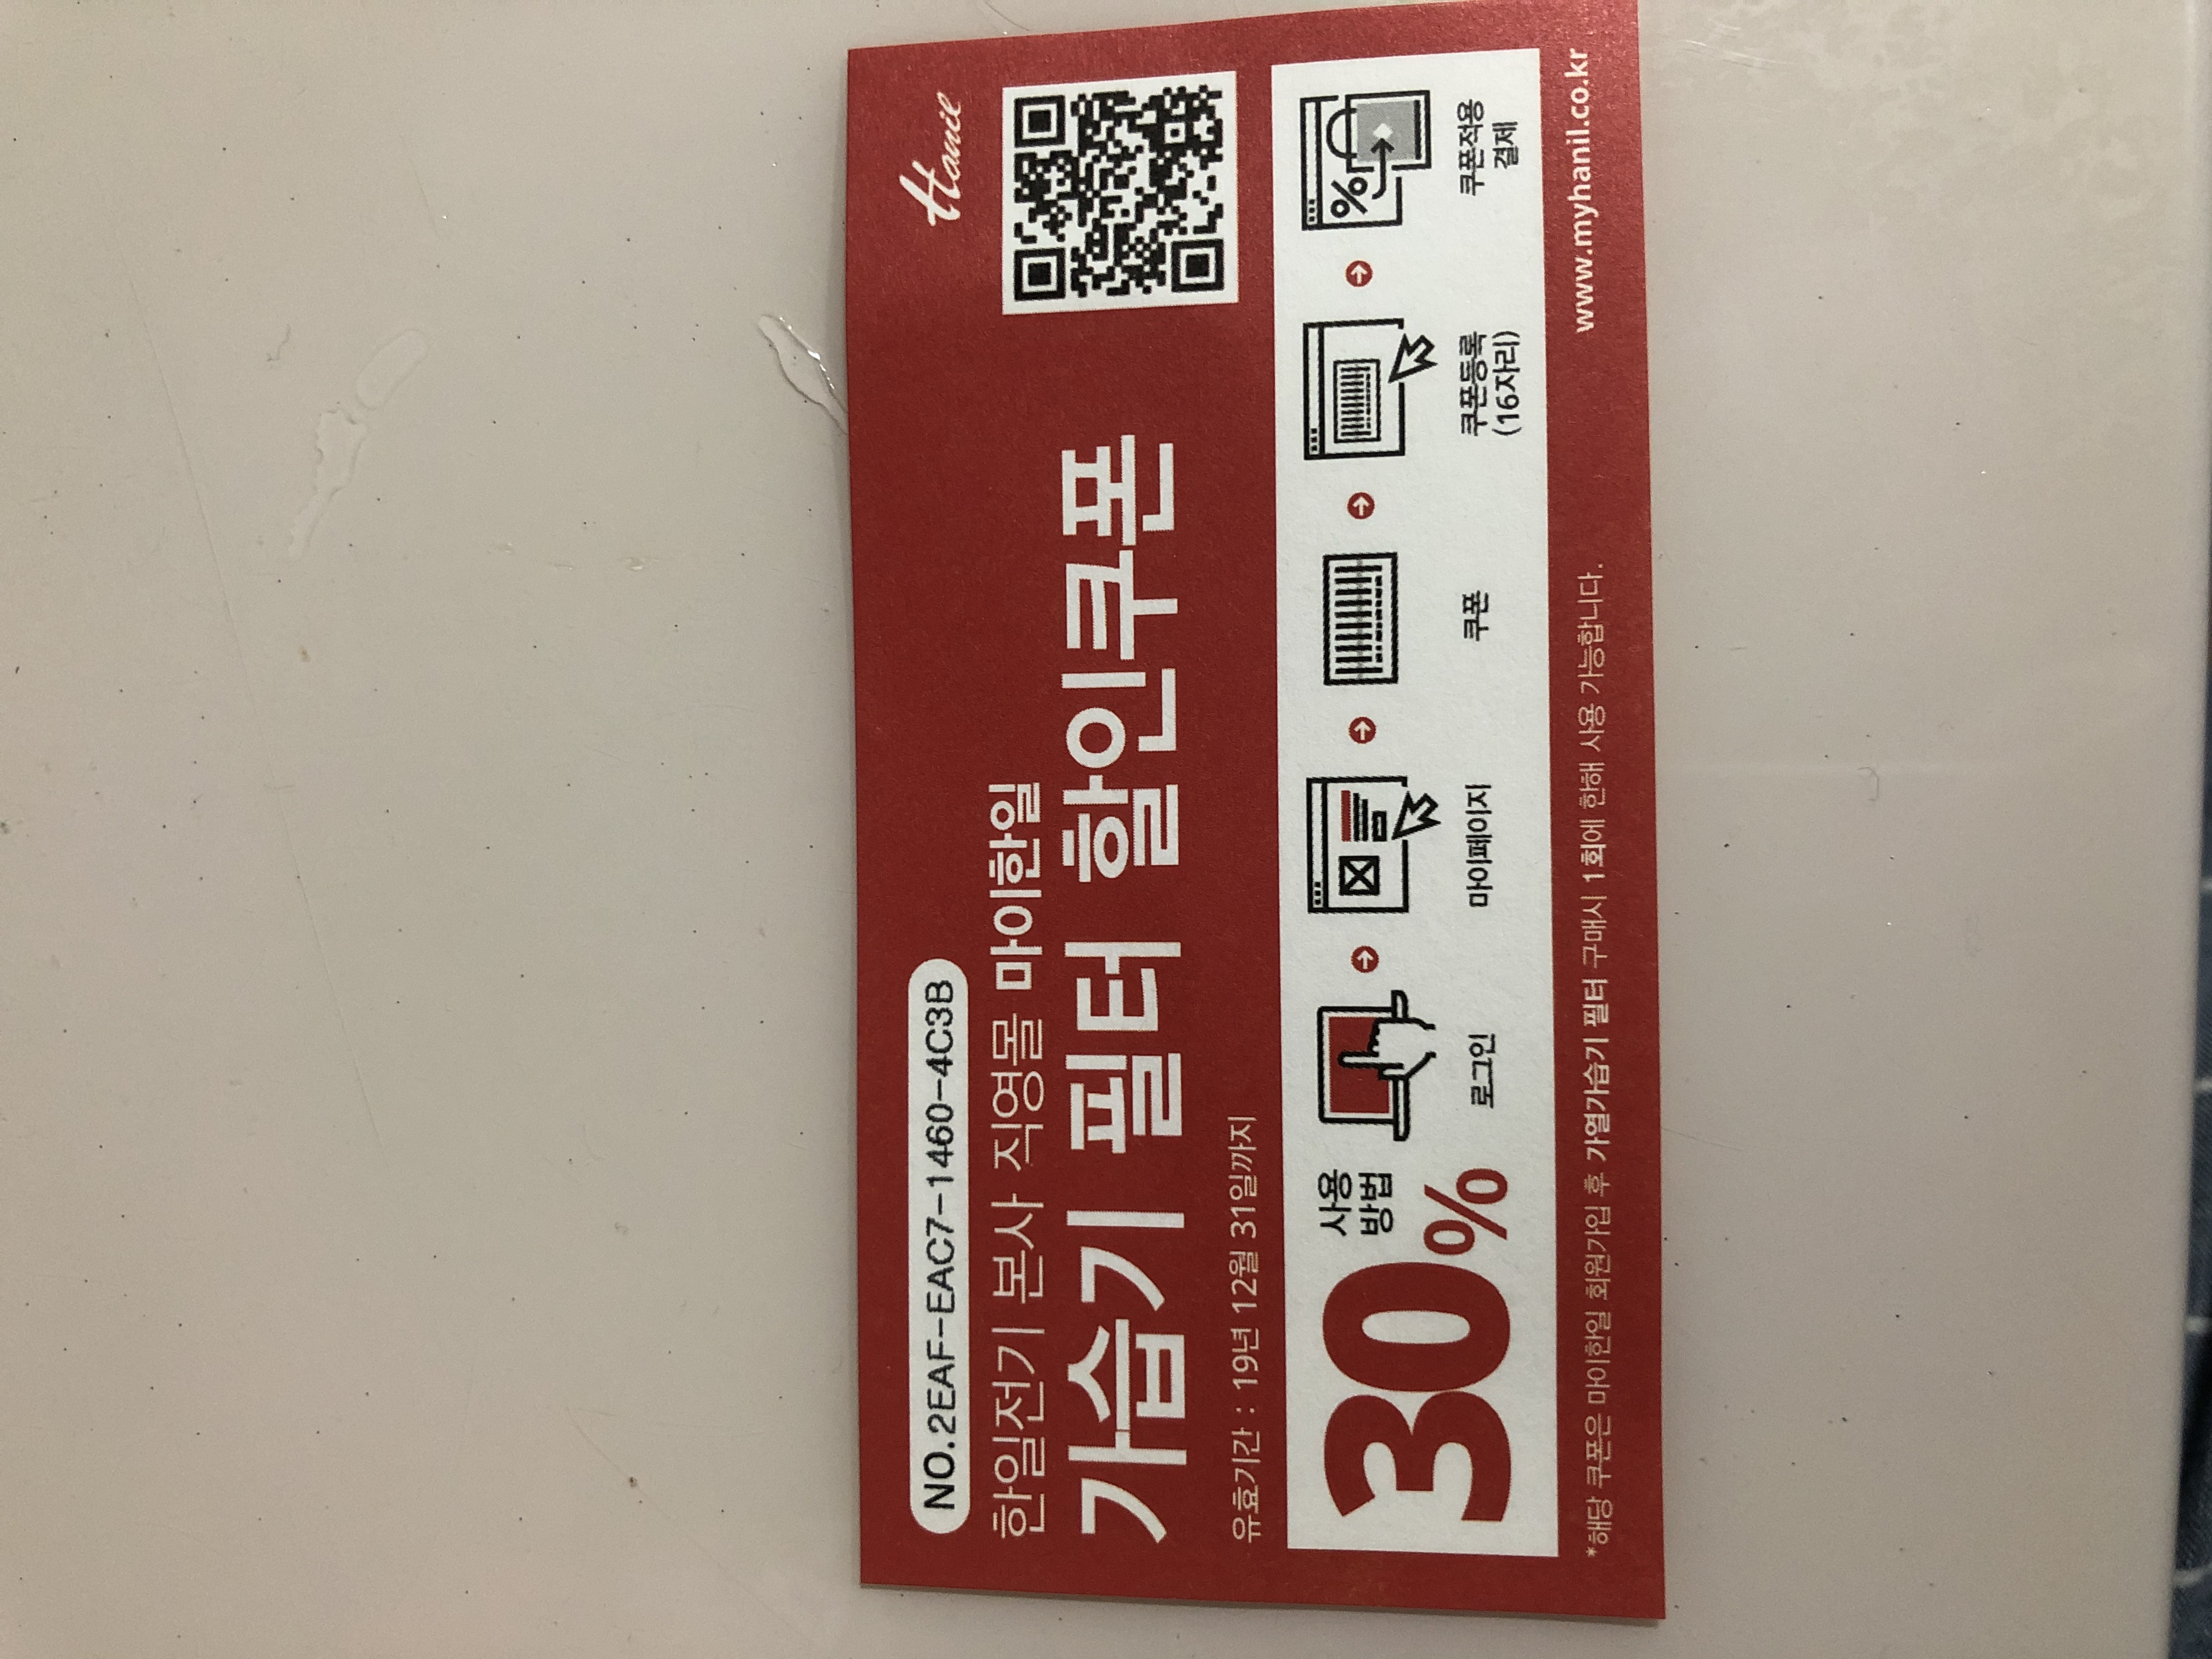 Hanil
NO.2EAF-EAC7-1460-4C3B
한일전기 본사 직영몰 마이한일
가습기 필터 할인쿠폰
유효기간 : 19년 12월 31일까지
30%
사용
방법
로그인
마이페이지
쿠폰
쿠폰등록
(16자리)
%
쿠폰적용
결제
*해당 쿠폰은 마이한일 회원가입 후 가열가습기 필터 구매시 1회에 한해 사용 가능합니다.
www.myhanil.co.kr